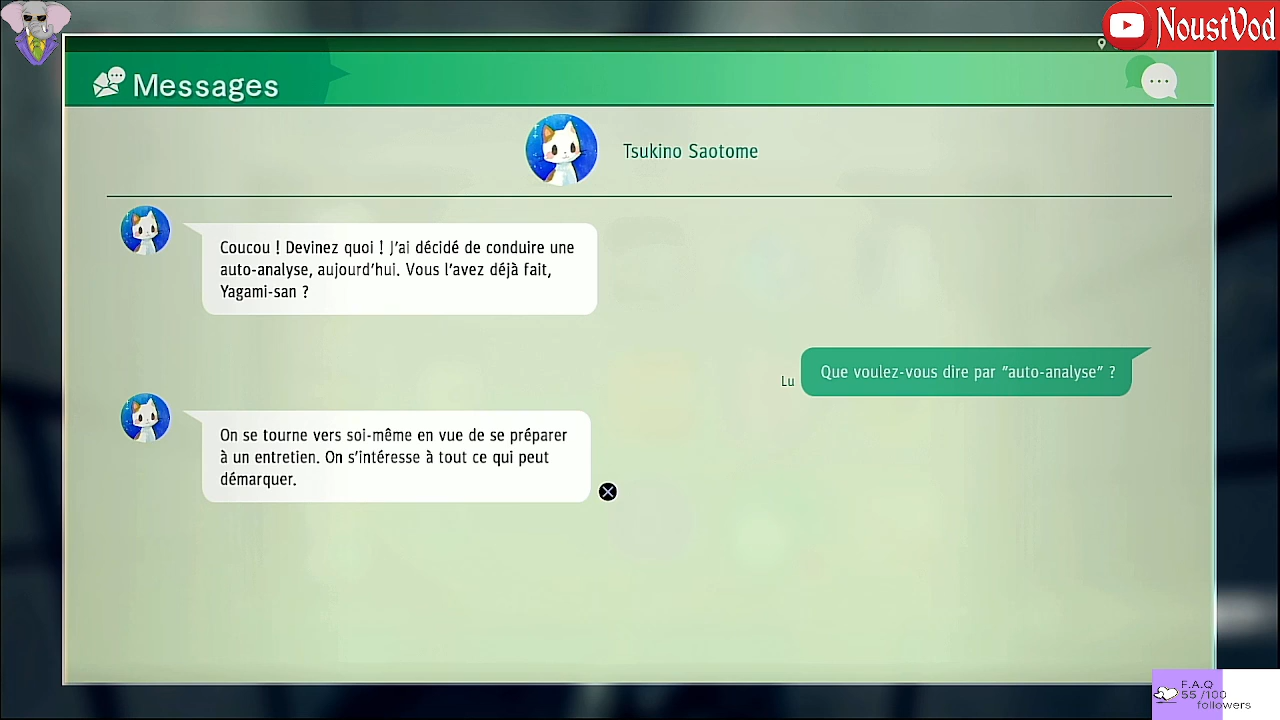 NoustVod
Messages
Tsukino Saotome
Coucou ! Devinez quoi ! J'ai décidé de conduire une
auto-analyse, aujourd'hui. Vous l'avez déjà fait,
Yagami-san ?
Que voulez-vous dire par "auto-analyse" ?
Lu
On se tourne vers soi-même en vue de se préparer
à un entretien. On s'intéresse à tout ce qui peut
démarquer.
F.A.Q
55 /100
followers